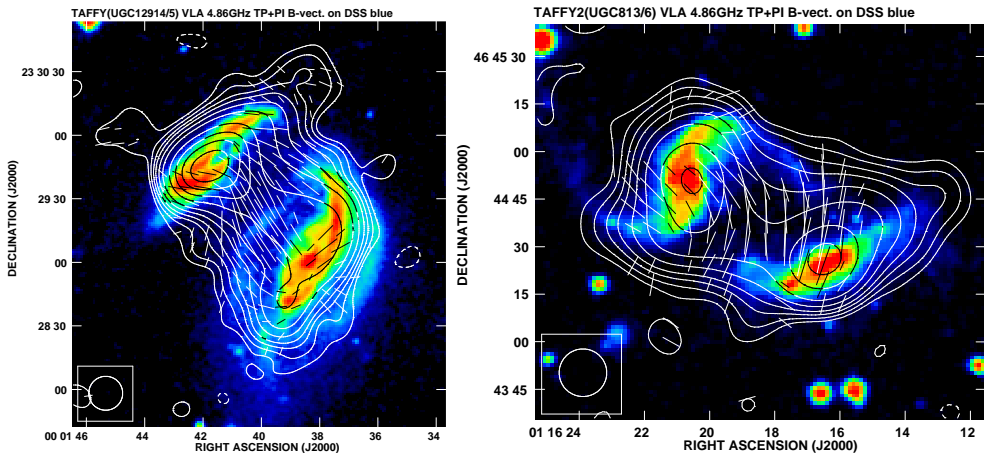 TAFFY(UGC12914/5) VLA 4.86GHz TP+PI B-vect. on DSS blue
DECLINATION (J2000)
23 30 30
00
29 30
00
28 30
00
00 01 46
44
42
40
38
36
34
RIGHT ASCENSION (J2000)
TAFFY2(UGC813/6) VLA 4.86GHz TP+PI B-vect. on DSS blue
DECLINATION (J2000)
46 45 30
15
00
44 45
30
15
00
43 45
01 16 24
22
20
18
16
14
12
RIGHT ASCENSION (J2000)